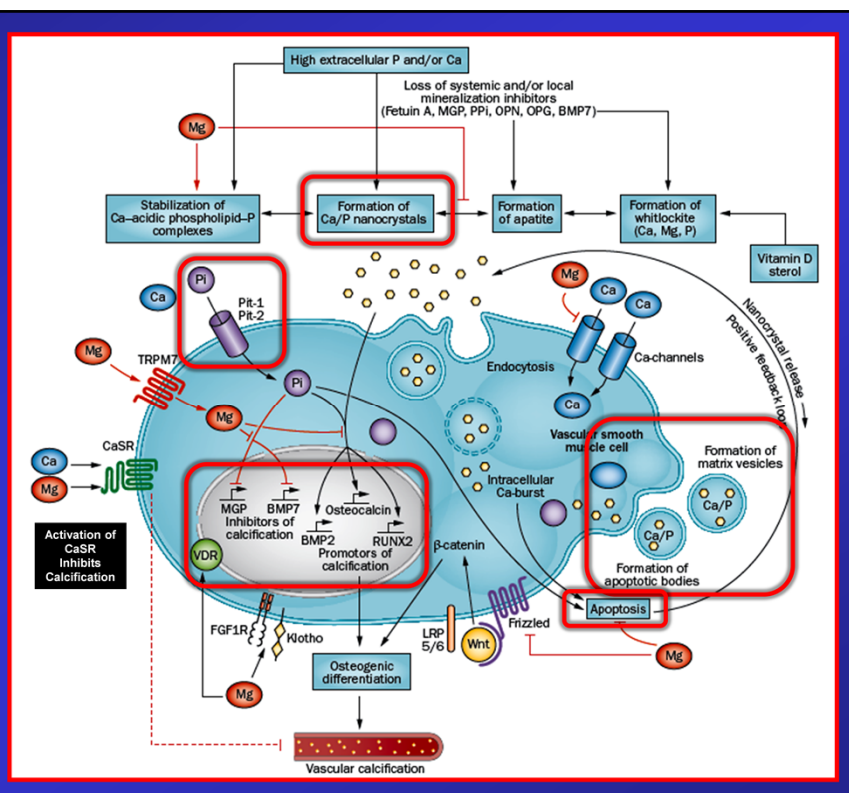 High extracellular P and/or Ca
Loss of systemic and/or local
mineralization inhibitors
(Fetuin A, MGP, PPi, OPN, OPG, BMP7)
Mg
Stabilization of
Ca–acidic phospholipid–P
complexes
Formation of
Ca/P nanocrystals
Formation
of apatite
Formation of
whitlockite
(Ca, Mg, P)
Vitamin D
sterol
Pi
Ca
Pit-1
Pit-2
Mg
Ca
Ca
Ca-channels
Endocytosis
Ca
Nanocrystal release
Positive feedback loop
Mg
TRPM7
Pi
Mg
Vascular smooth
muscle cell
Formation of
matrix vesicles
CaSR
Ca
Mg
Intracellular
Ca-burst
Ca/P
Ca/P
MGP
BMP7
Inhibitors of
calcification
Osteocalcin
BMP2
RUNX2
Promotors of
calcification
VDR
β-catenin
Activation of
CaSR
Inhibits
Calcification
Formation of
apoptotic bodies
Apoptosis
FGF1R
Klotho
LRP
5/6
Wnt
Frizzled
Mg
Mg
Osteogenic
differentiation
Vascular calcification